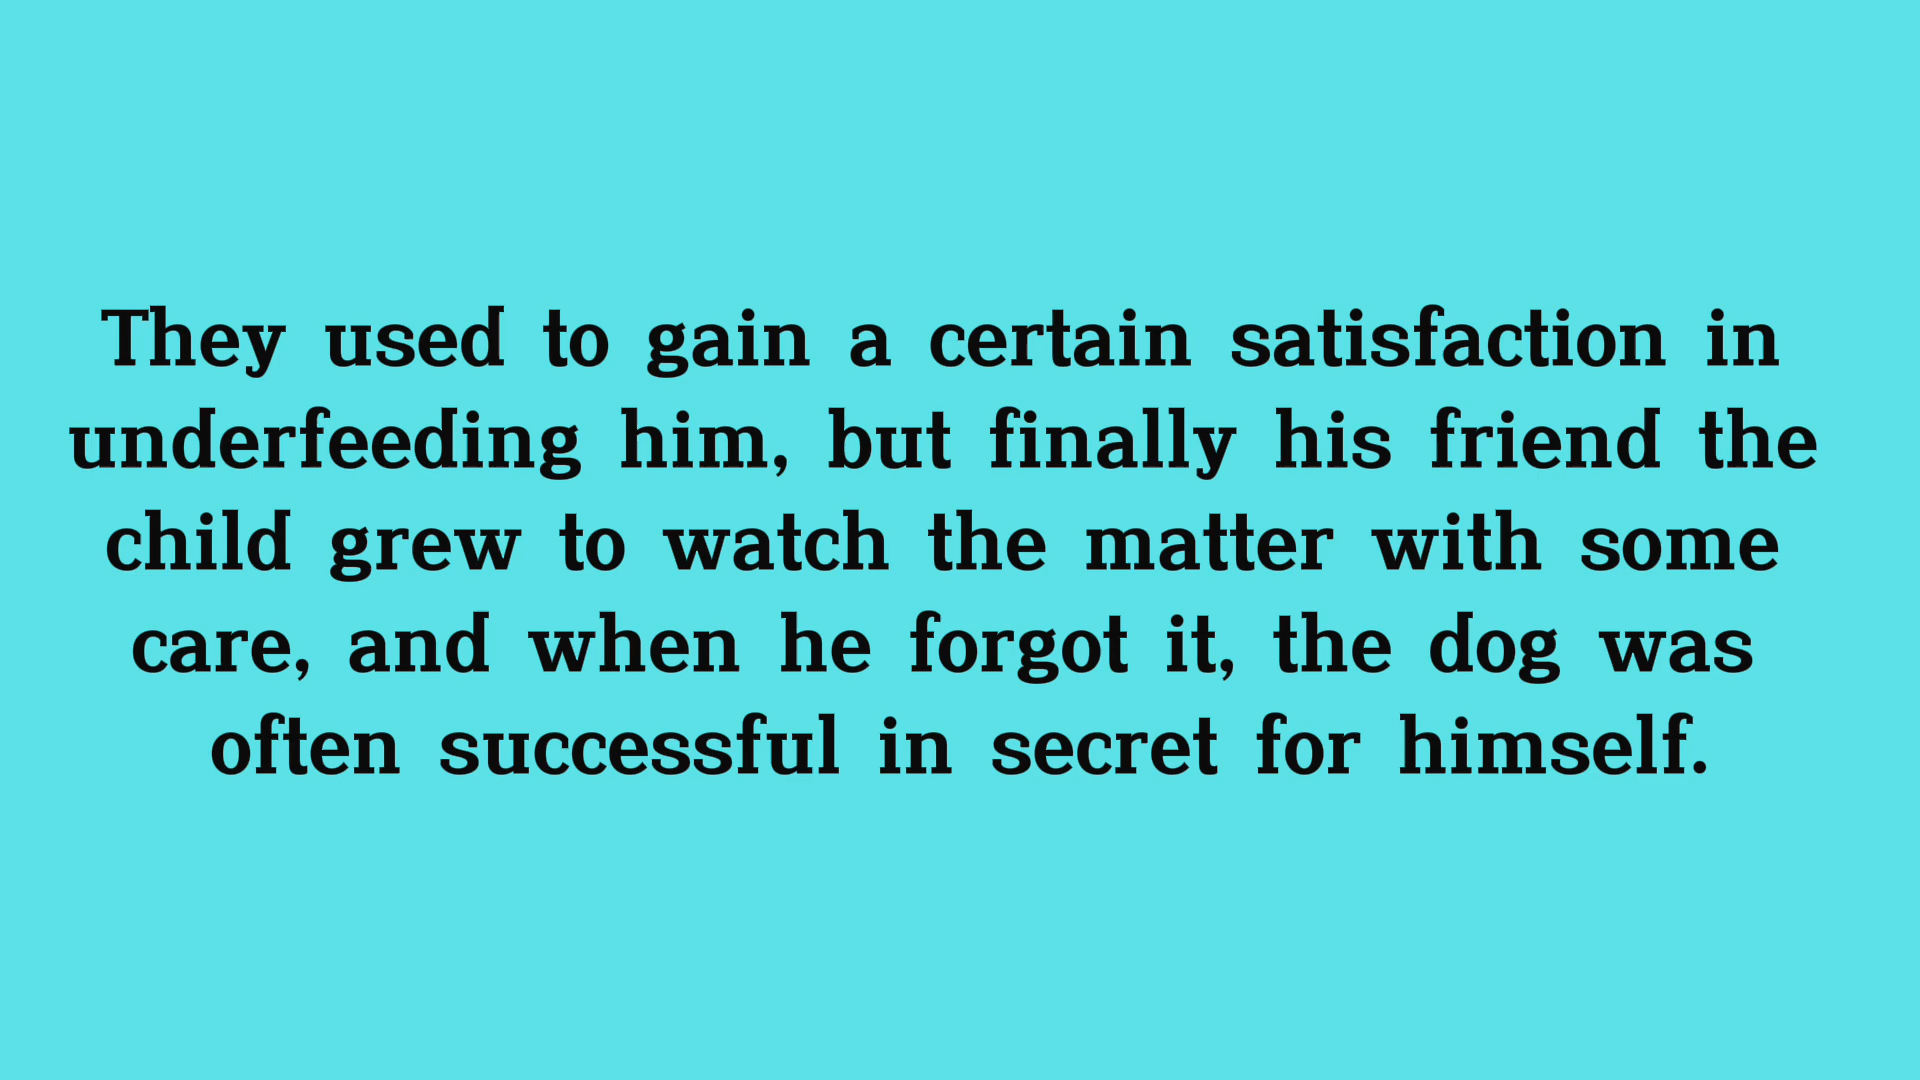 They used to gain a certain satisfaction in
underfeeding him, but finally his friend the
child grew to watch the matter with some
care, and when he forgot it, the dog was
often successful in secret for himself.